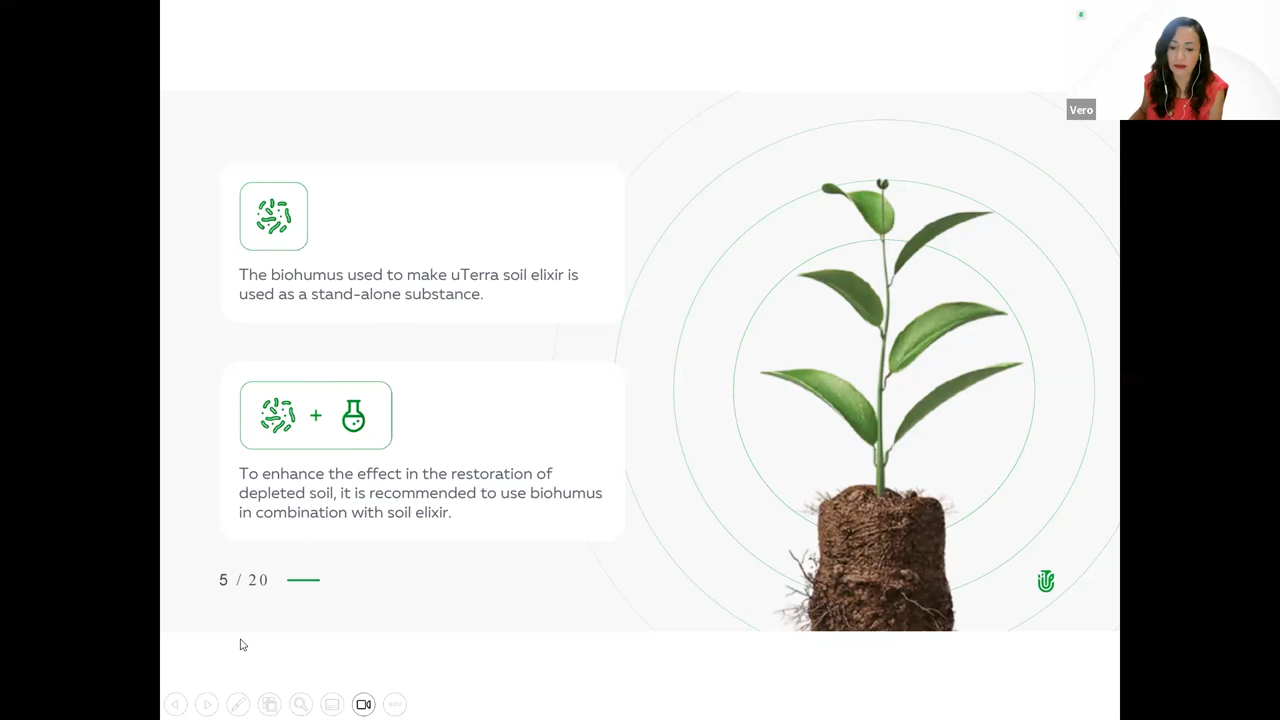 Vero
The biohumus used to make uTerra soil elixir is
used as a stand-alone substance.
+
To enhance the effect in the restoration of
depleted soil, it is recommended to use biohumus
in combination with soil elixir.
5 / 20